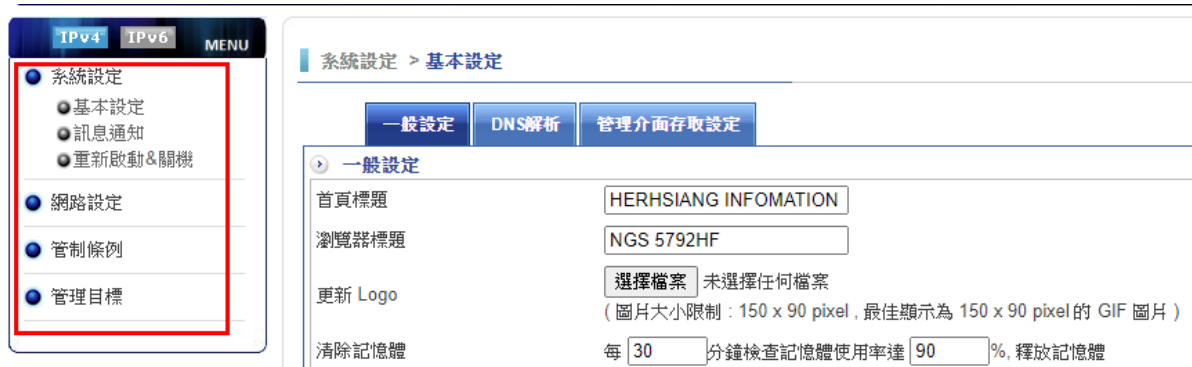 IPv4 IPv6 MENU
系統設定
基本設定
訊息通知
重新啟動&關機
網路設定
管制條例
管理目標
系統設定 > 基本設定
一般設定 DNS解析 管理介面存取設定
一般設定
首頁標題 HERHSIANG INFOMATION
瀏覽器標題 NGS 5792HF
更新 Logo 選擇檔案 未選擇任何檔案
( 圖片大小限制 : 150 x 90 pixel , 最佳顯示為 150 x 90 pixel 的 GIF 圖片 )
清除記憶體 每 30 分鐘檢查記憶體使用率達 90 %, 釋放記憶體